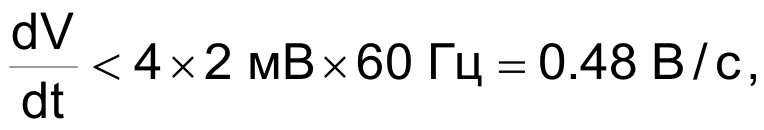 dV/dt < 4×2 мВ×60 Гц = 0.48 В/с,